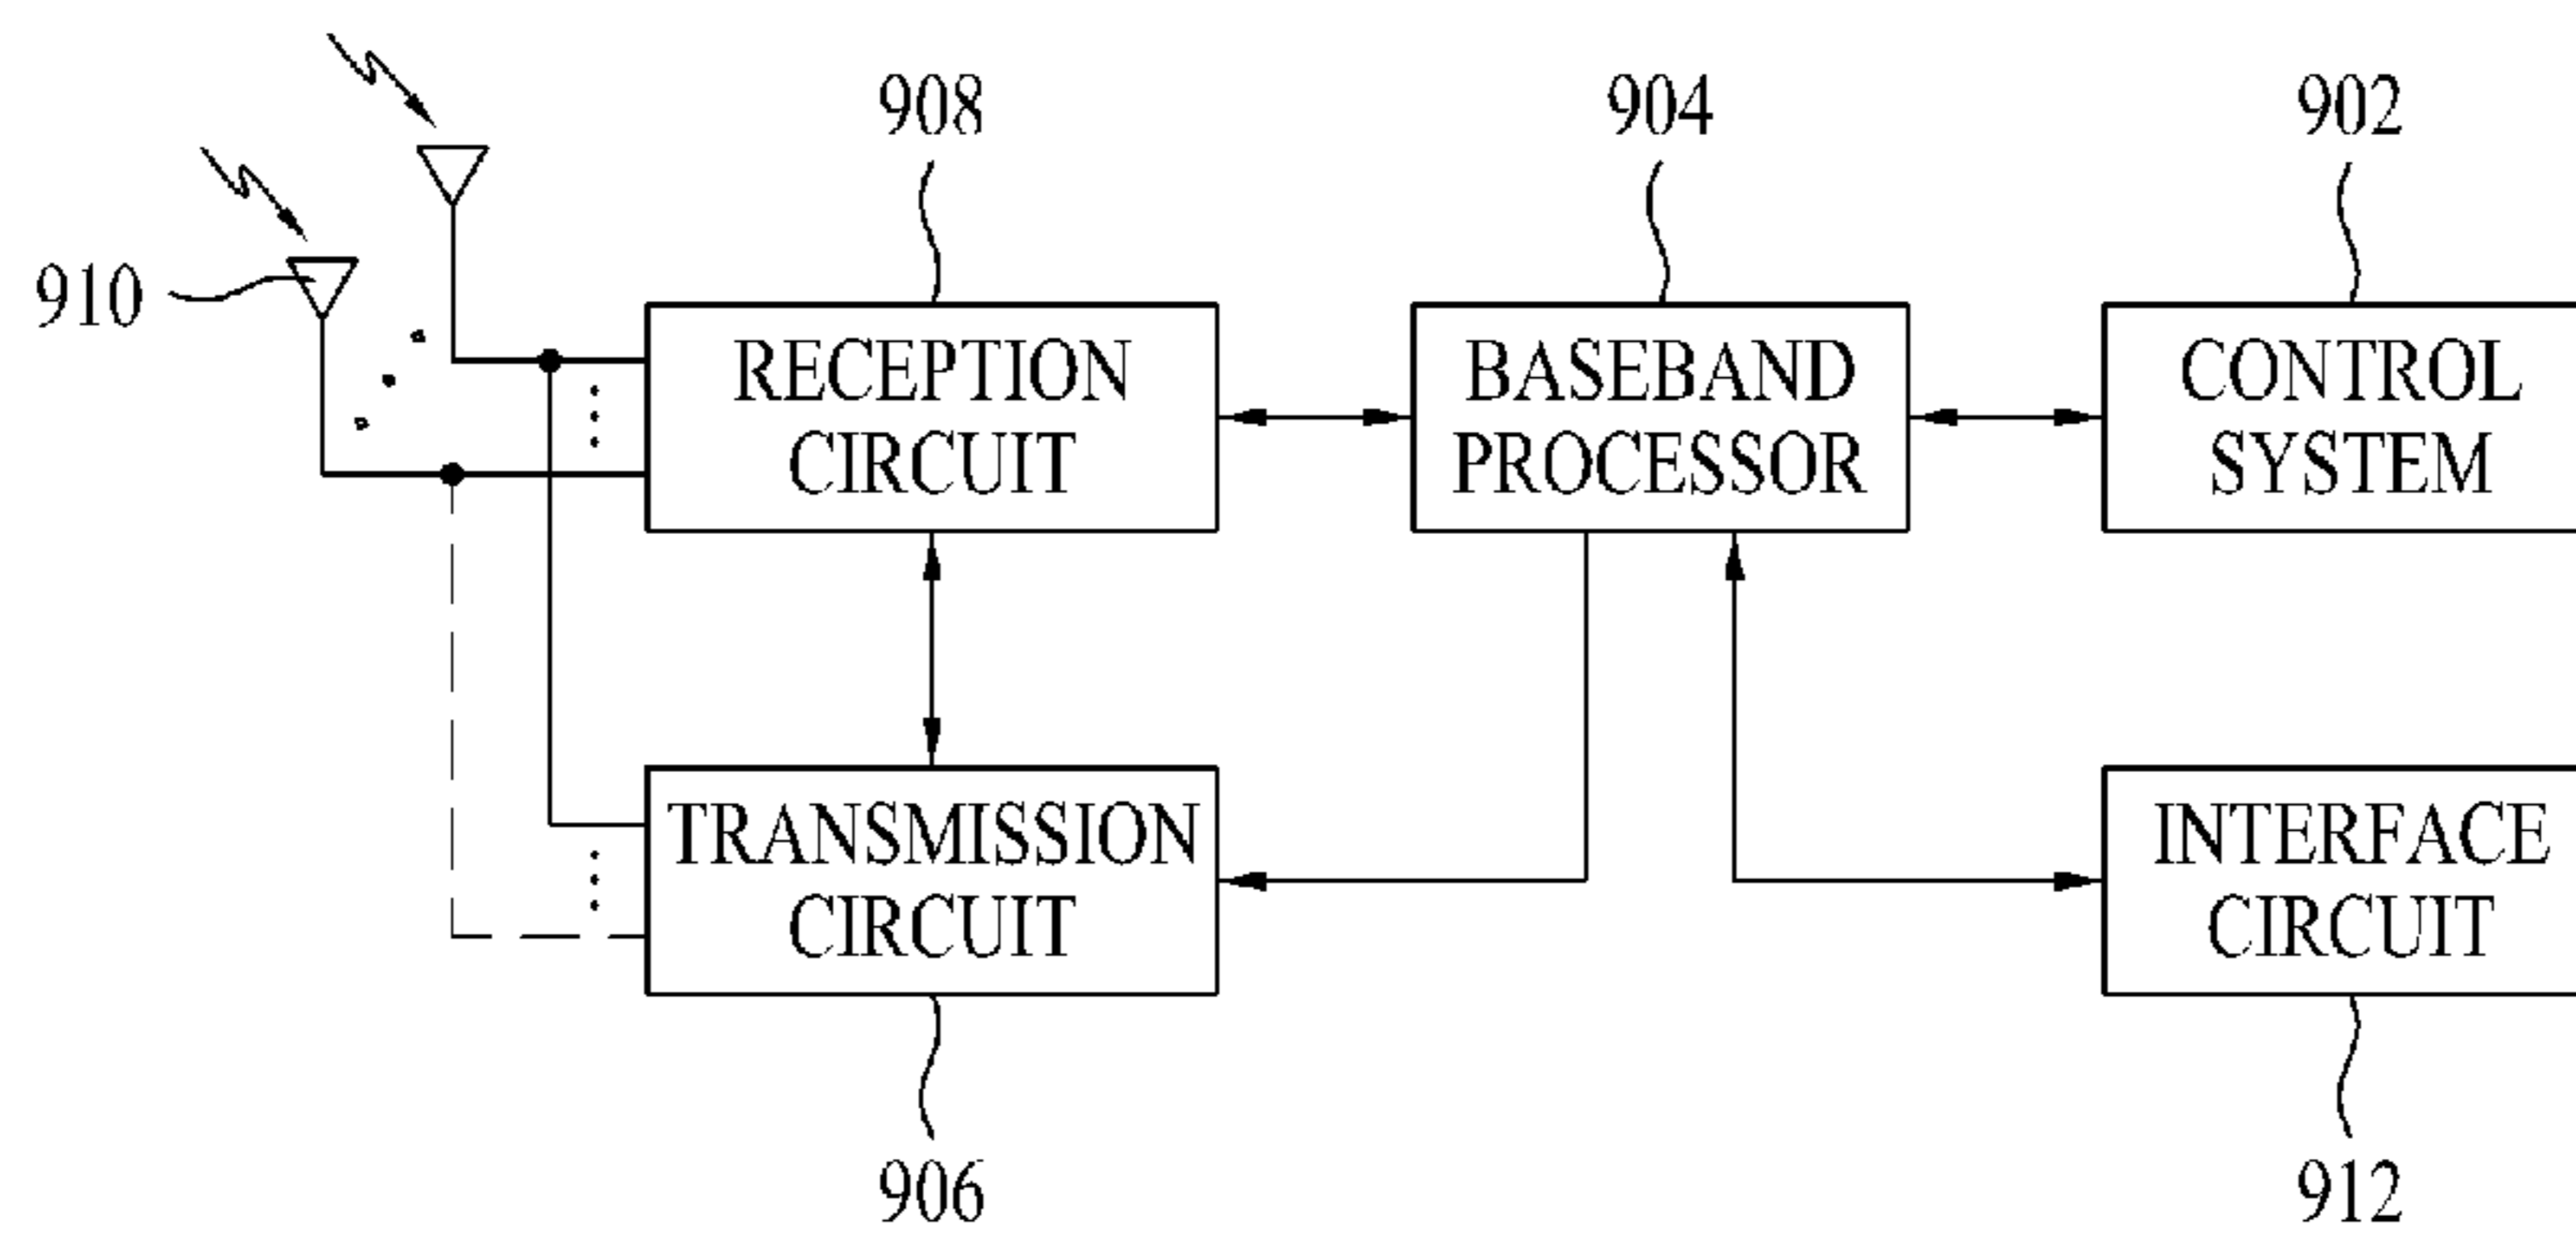 908
904
902
910
RECEPTION
CIRCUIT
BASEBAND
PROCESSOR
CONTROL
SYSTEM
TRANSMISSION
CIRCUIT
INTERFACE
CIRCUIT
906
912